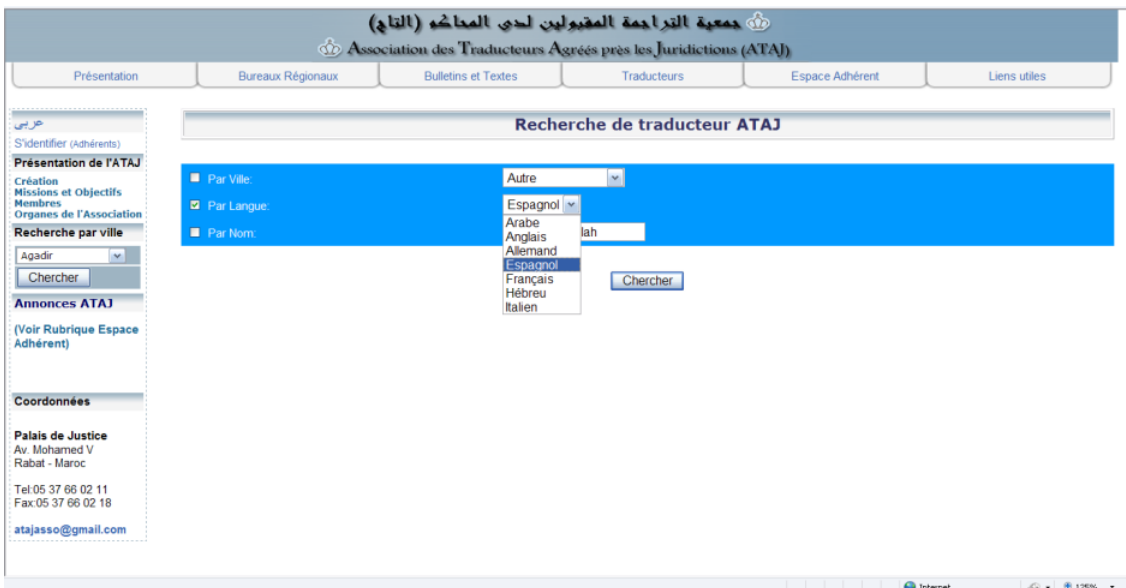 جمعية التراجمة المقبولين لدى المحاكم (التاج)
Association des Traducteurs Agréés près les Juridictions (ATAJ)
Présentation
Bureaux Régionaux
Bulletins et Textes
Traducteurs
Espace Adhérent
Liens utiles
عربي
S'identifier (Adhérents)
Présentation de l'ATAJ
Création
Missions et Objectifs
Membres
Organes de l'Association
Recherche par ville
Agadir
Chercher
Annonces ATAJ
(Voir Rubrique Espace
Adhérent)
Coordonnées
Palais de Justice
Av. Mohamed V
Rabat - Maroc
Tel:05 37 66 02 11
Fax:05 37 66 02 18
atajasso@gmail.com
Recherche de traducteur ATAJ
Par Ville:
Autre
Par Langue:
Espagnol
Par Nom:
lah
Arabe
Anglais
Allemand
Espagnol
Français
Hébreu
Italien
Chercher
Internet
125%